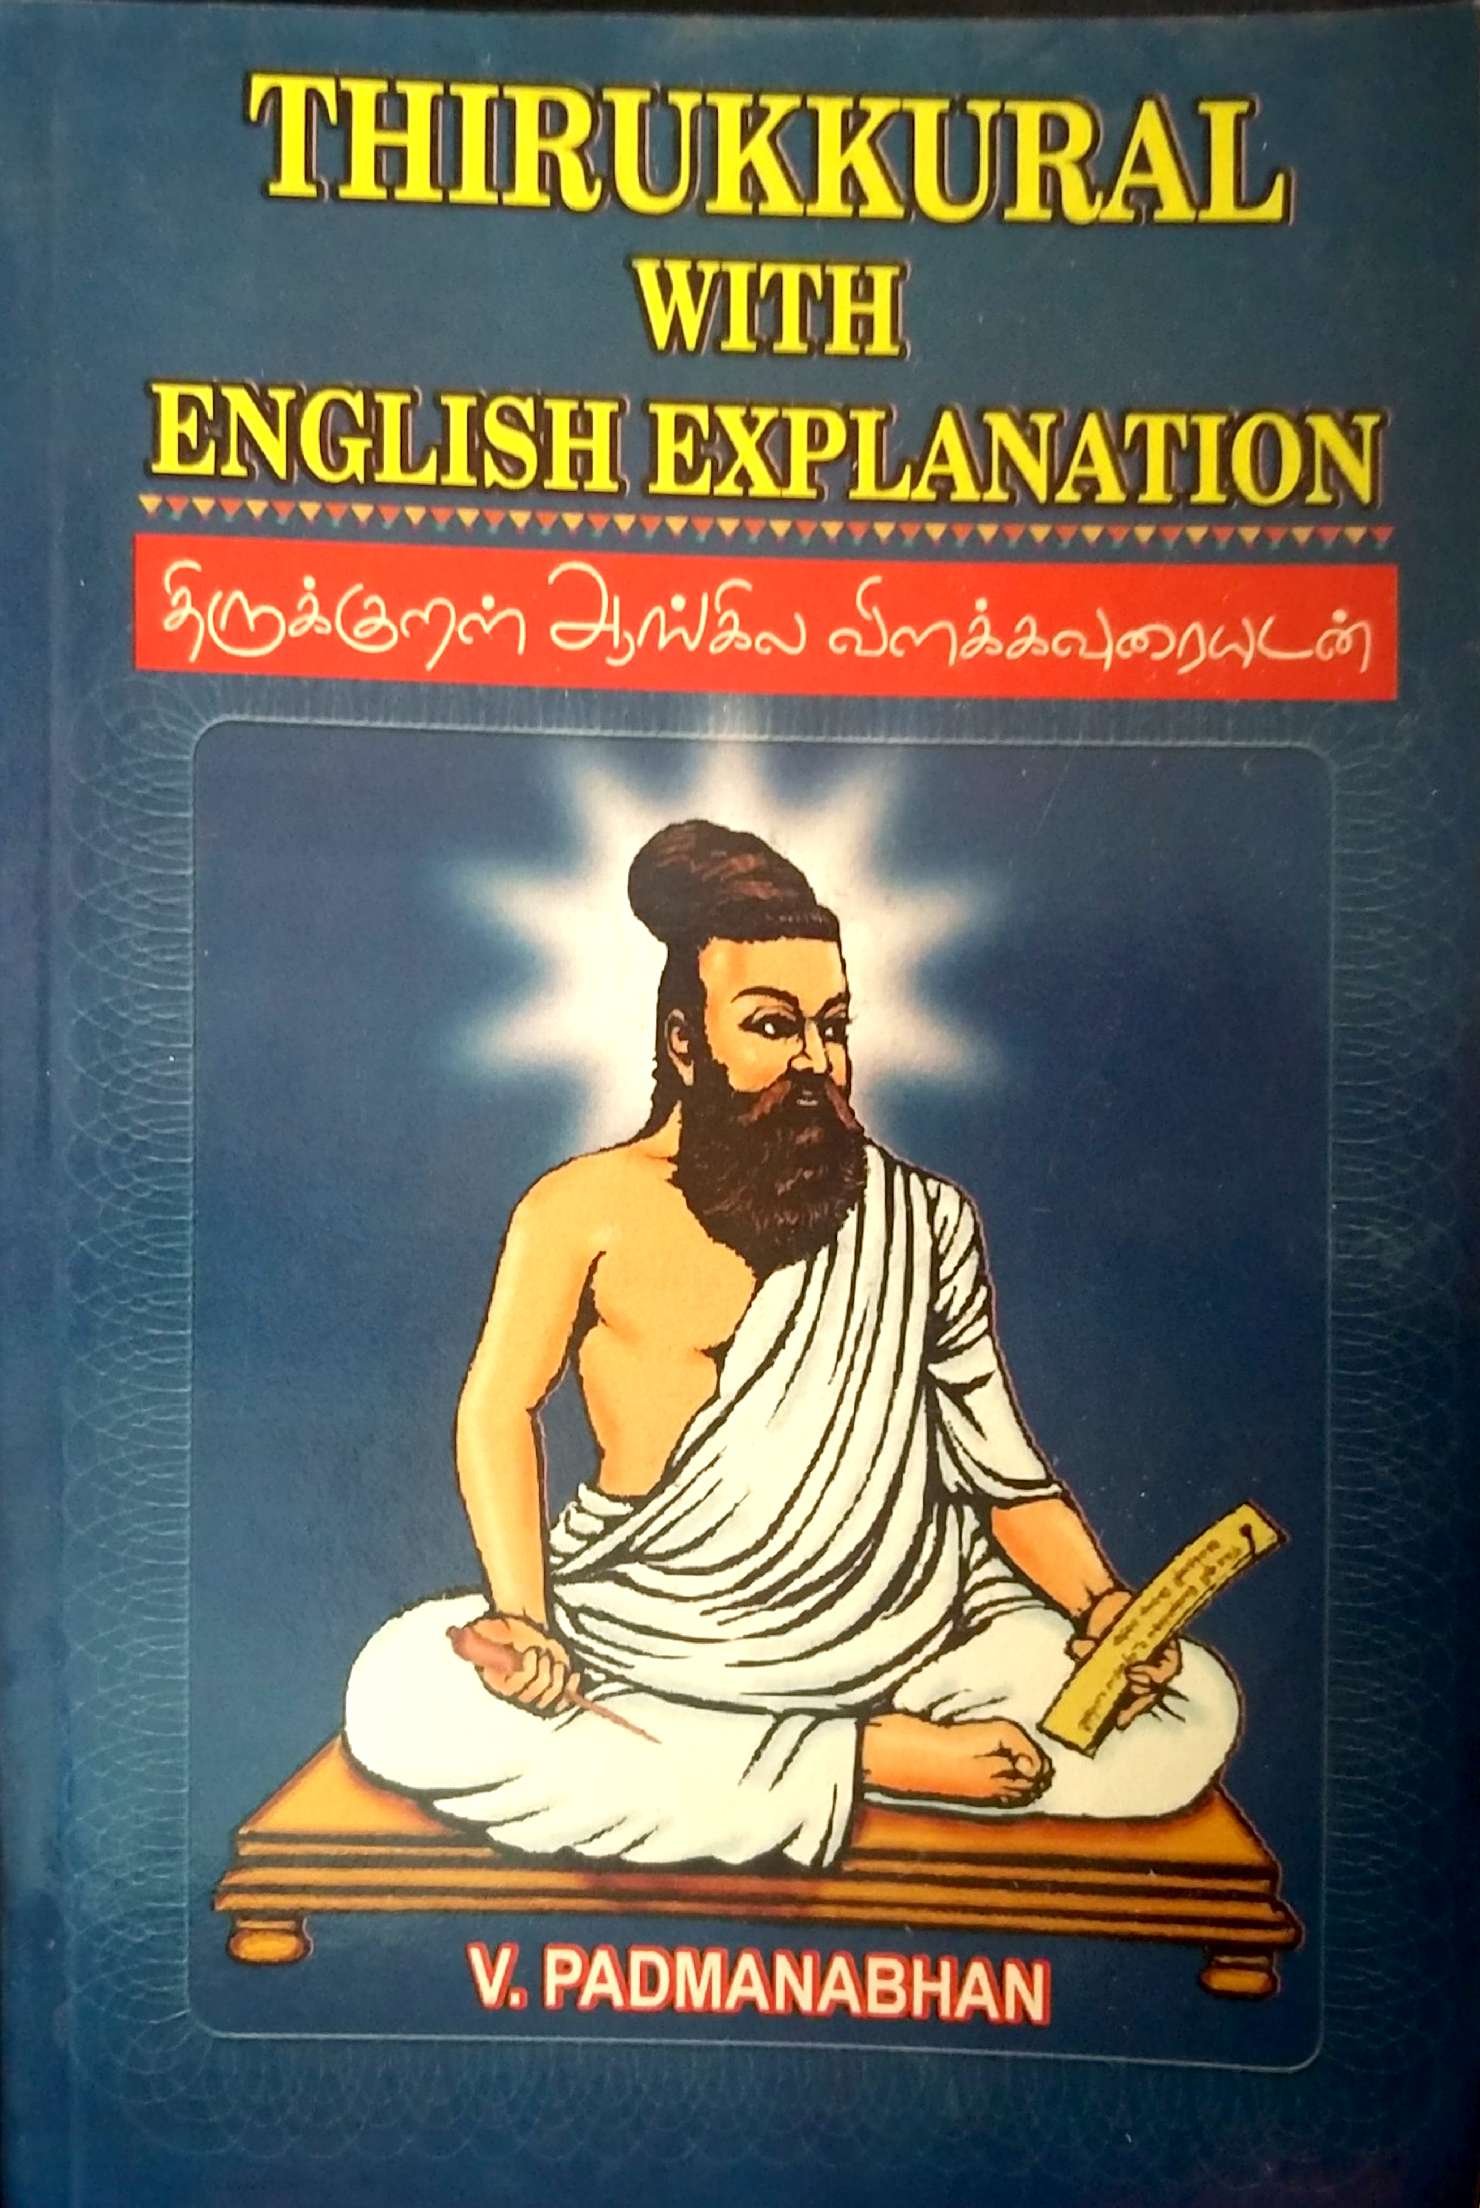 THIRUKKURAL
WITH
ENGLISH EXPLANATION
திருக்குறள் ஆங்கில விளக்கவுரையுடன்
V. PADMANABHAN